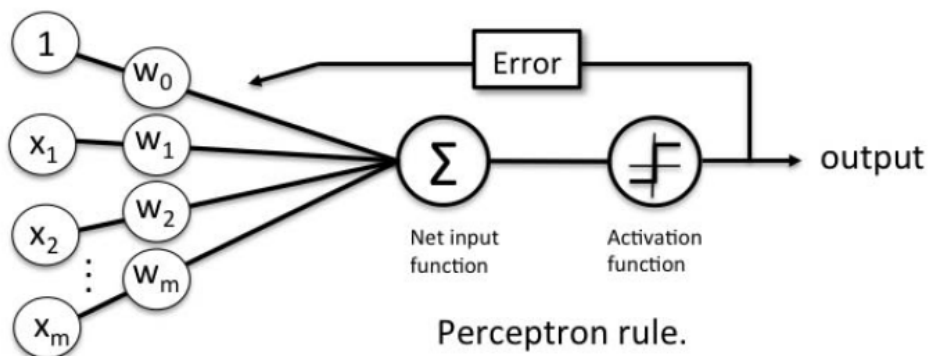 1
w₀
Error
x₁
w₁
Σ
output
x₂
w₂
Net input
function
Activation
function
⋮
wₘ
xₘ
Perceptron rule.